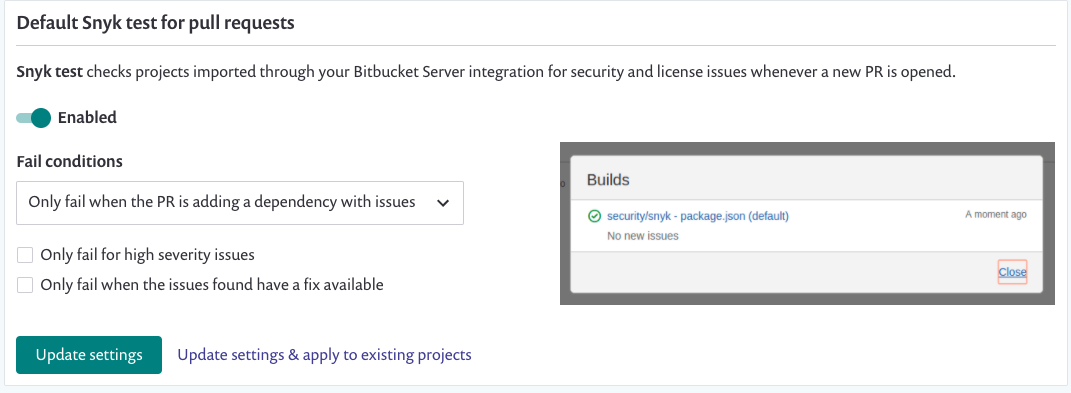 Default Snyk test for pull requests
Snyk test checks projects imported through your Bitbucket Server integration for security and license issues whenever a new PR is opened.
Enabled
Fail conditions
Only fail when the PR is adding a dependency with issues
Only fail for high severity issues
Only fail when the issues found have a fix available
Builds
security/snyk - package.json (default)
A moment ago
No new issues
Close
Update settings
Update settings & apply to existing projects